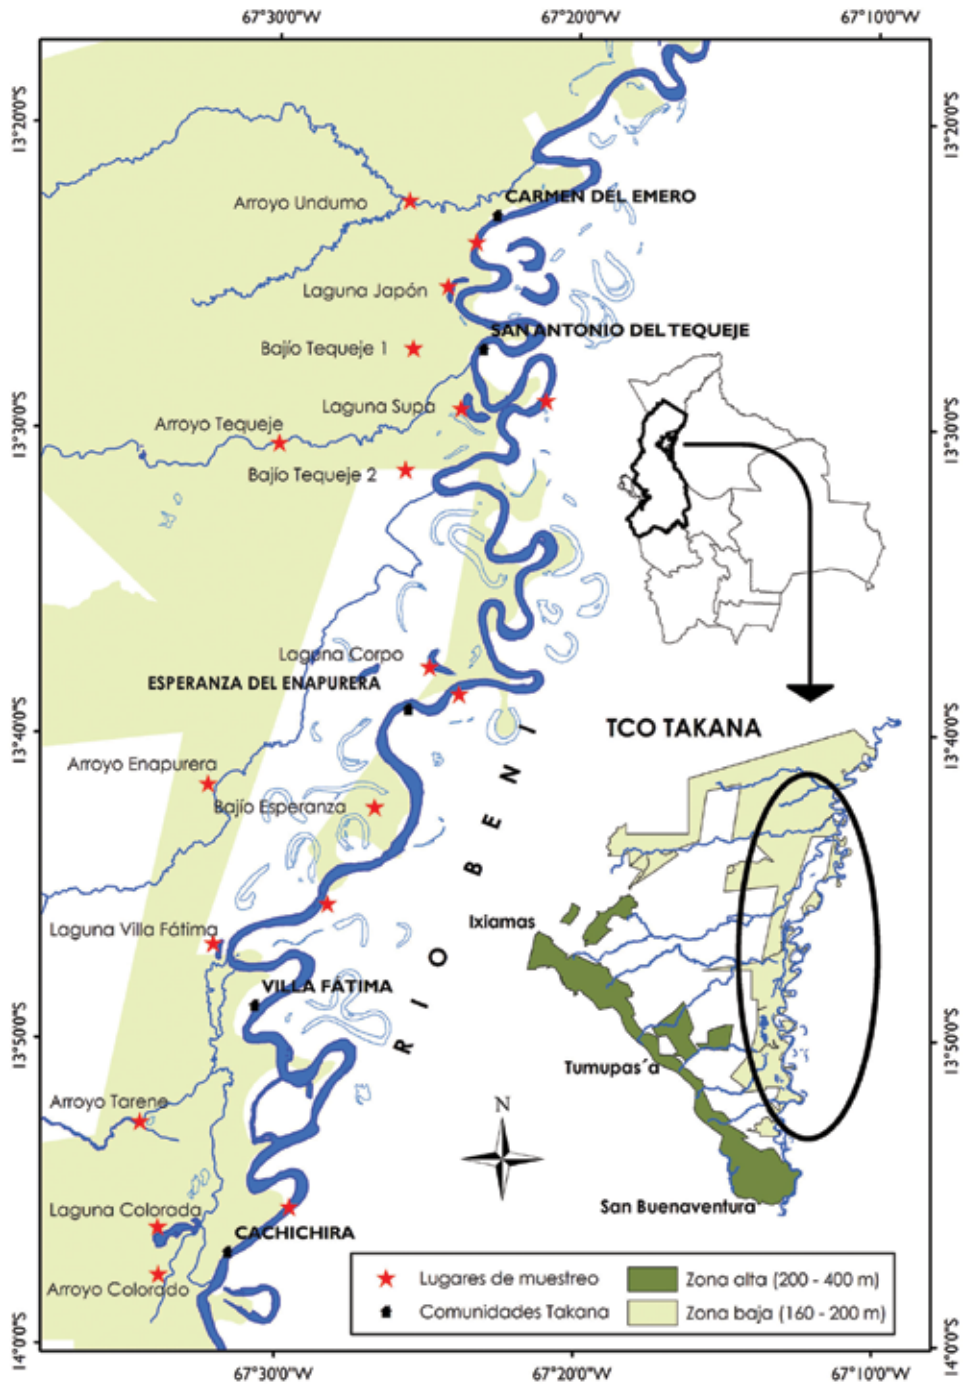 67°30'0"W
67°20'0"W
67°10'0"W
13°20'0"S
13°20'0"S
CARMEN DEL EMERO
Arroyo Undumo
Laguna Japón
SAN ANTONIO DEL TEQUEJE
Bajío Tequeje 1
Laguna Supa
Arroyo Tequeje
13°30'0"S
13°30'0"S
Bajío Tequeje 2
Laguna Corpo
ESPERANZA DEL ENAPURERA
13°40'0"S
13°40'0"S
TCO TAKANA
Arroyo Enapurera
Bajío Esperanza
RIO BENI
Ixiamas
Laguna Villa Fátima
VILLA FÁTIMA
13°50'0"S
13°50'0"S
Tumupas´a
Arroyo Tarene
N
San Buenaventura
Laguna Colorada
CACHICHIRA
Arroyo Colorado
Lugares de muestreo
Zona alta (200 - 400 m)
Comunidades Takana
Zona baja (160 - 200 m)
14°0'0"S
14°0'0"S
67°30'0"W
67°20'0"W
67°10'0"W